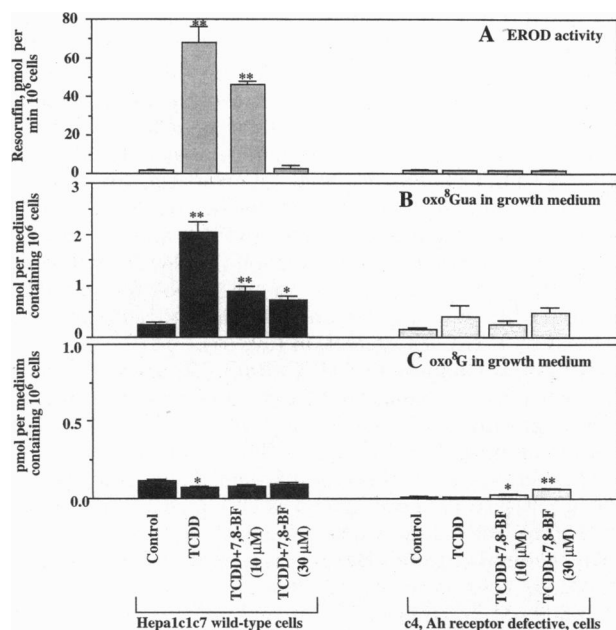 A EROD activity
Resorufin, pmol per
min 10⁶ cells
80
60
40
20
0
**
**
B oxo⁸Gua in growth medium
pmol per medium
containing 10⁶ cells
3
2
1
0
**
**
*
C oxo⁸G in growth medium
pmol per medium
containing 10⁶ cells
1.0
0.5
0.0
*
*
**
Control
TCDD
TCDD+7,8-BF
(10 µM)
TCDD+7,8-BF
(30 µM)
Control
TCDD
TCDD+7,8-BF
(10 µM)
TCDD+7,8-BF
(30 µM)
Hepa1c1c7 wild-type cells
c4, Ah receptor defective, cells